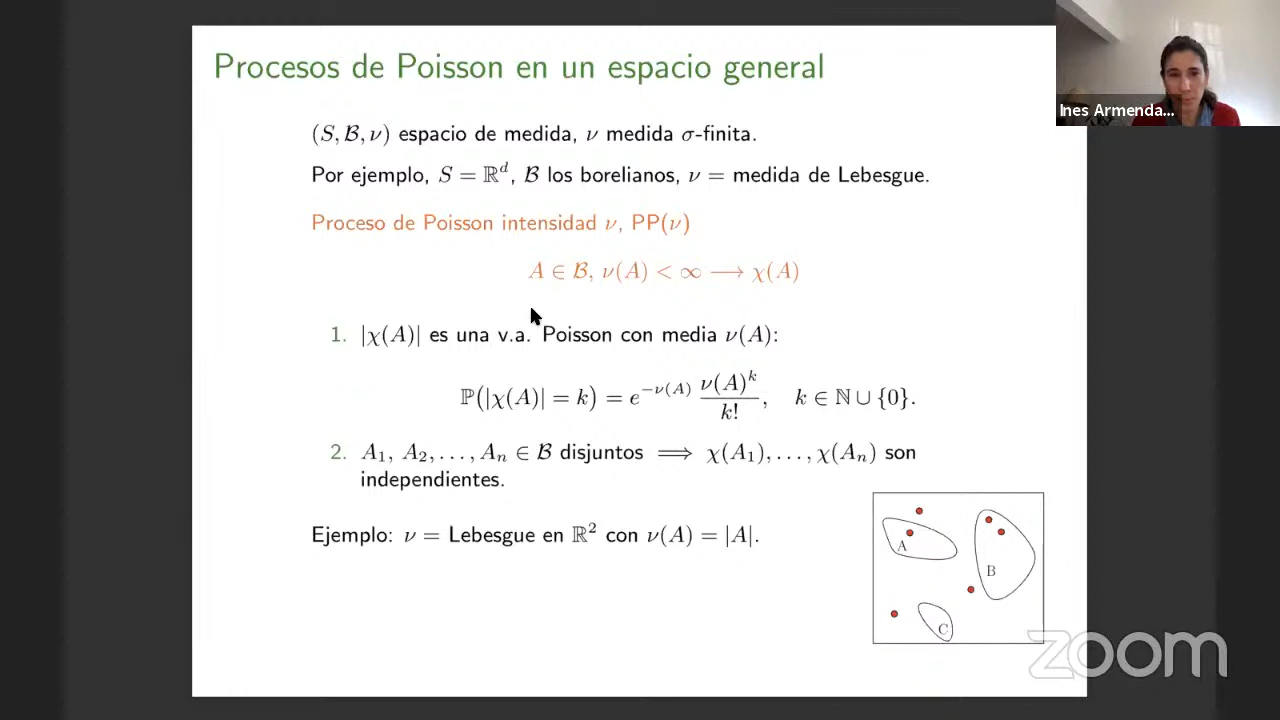 Procesos de Poisson en un espacio general
Ines Armenda...
(S, ℬ, ν) espacio de medida, ν medida σ-finita.
Por ejemplo, S = ℝ^d, ℬ los borelianos, ν = medida de Lebesgue.
Proceso de Poisson intensidad ν, PP(ν)
A ∈ ℬ, ν(A) < ∞ ⟶ χ(A)
1. |χ(A)| es una v.a. Poisson con media ν(A):
ℙ(|χ(A)| = k) = e^{−ν(A)} ν(A)^k / k!, k ∈ ℕ ∪ {0}.
2. A₁, A₂, . . . , Aₙ ∈ ℬ disjuntos ⟹ χ(A₁), . . . , χ(Aₙ) son
independientes.
Ejemplo: ν = Lebesgue en ℝ² con ν(A) = |A|.
A
B
C
zoom